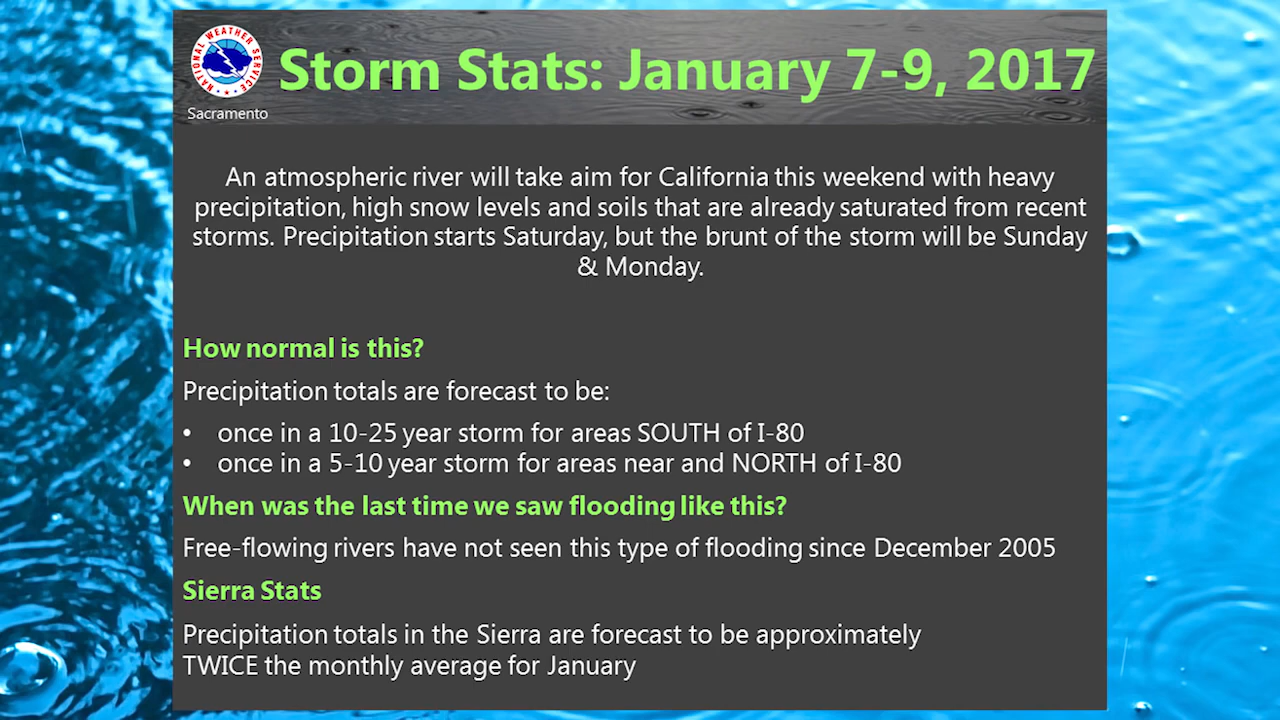 NATIONAL WEATHER SERVICE
Storm Stats: January 7-9, 2017
Sacramento
An atmospheric river will take aim for California this weekend with heavy
precipitation, high snow levels and soils that are already saturated from recent
storms. Precipitation starts Saturday, but the brunt of the storm will be Sunday
& Monday.
How normal is this?
Precipitation totals are forecast to be:
• once in a 10-25 year storm for areas SOUTH of I-80
• once in a 5-10 year storm for areas near and NORTH of I-80
When was the last time we saw flooding like this?
Free-flowing rivers have not seen this type of flooding since December 2005
Sierra Stats
Precipitation totals in the Sierra are forecast to be approximately
TWICE the monthly average for January